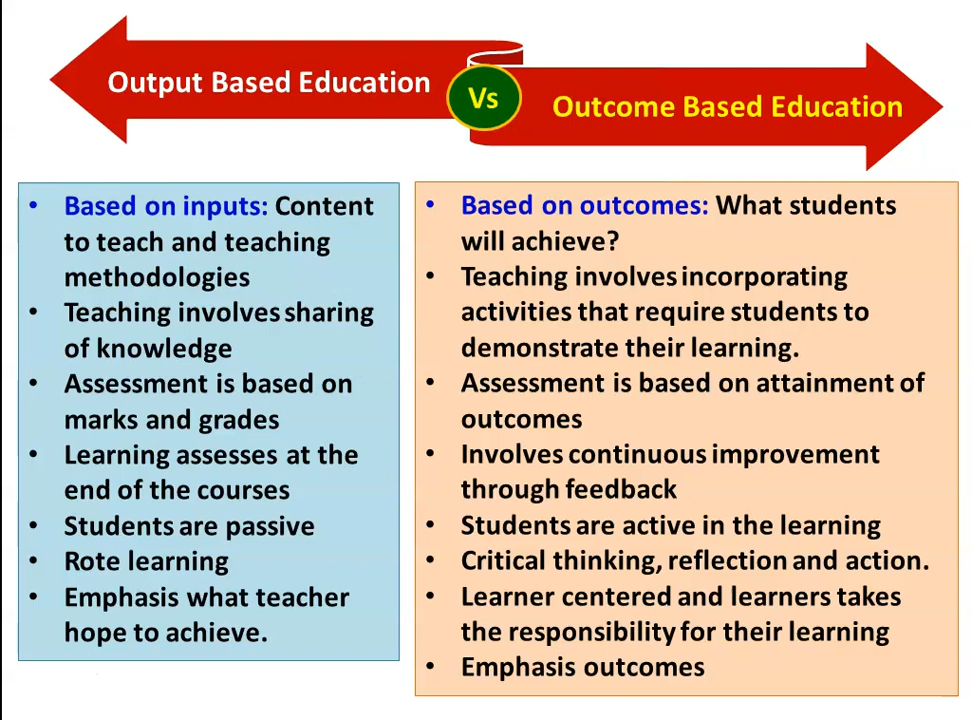 Output Based Education
Vs
Outcome Based Education
• Based on inputs: Content
to teach and teaching
methodologies
• Teaching involves sharing
of knowledge
• Assessment is based on
marks and grades
• Learning assesses at the
end of the courses
• Students are passive
• Rote learning
• Emphasis what teacher
hope to achieve.
• Based on outcomes: What students
will achieve?
• Teaching involves incorporating
activities that require students to
demonstrate their learning.
• Assessment is based on attainment of
outcomes
• Involves continuous improvement
through feedback
• Students are active in the learning
• Critical thinking, reflection and action.
• Learner centered and learners takes
the responsibility for their learning
• Emphasis outcomes